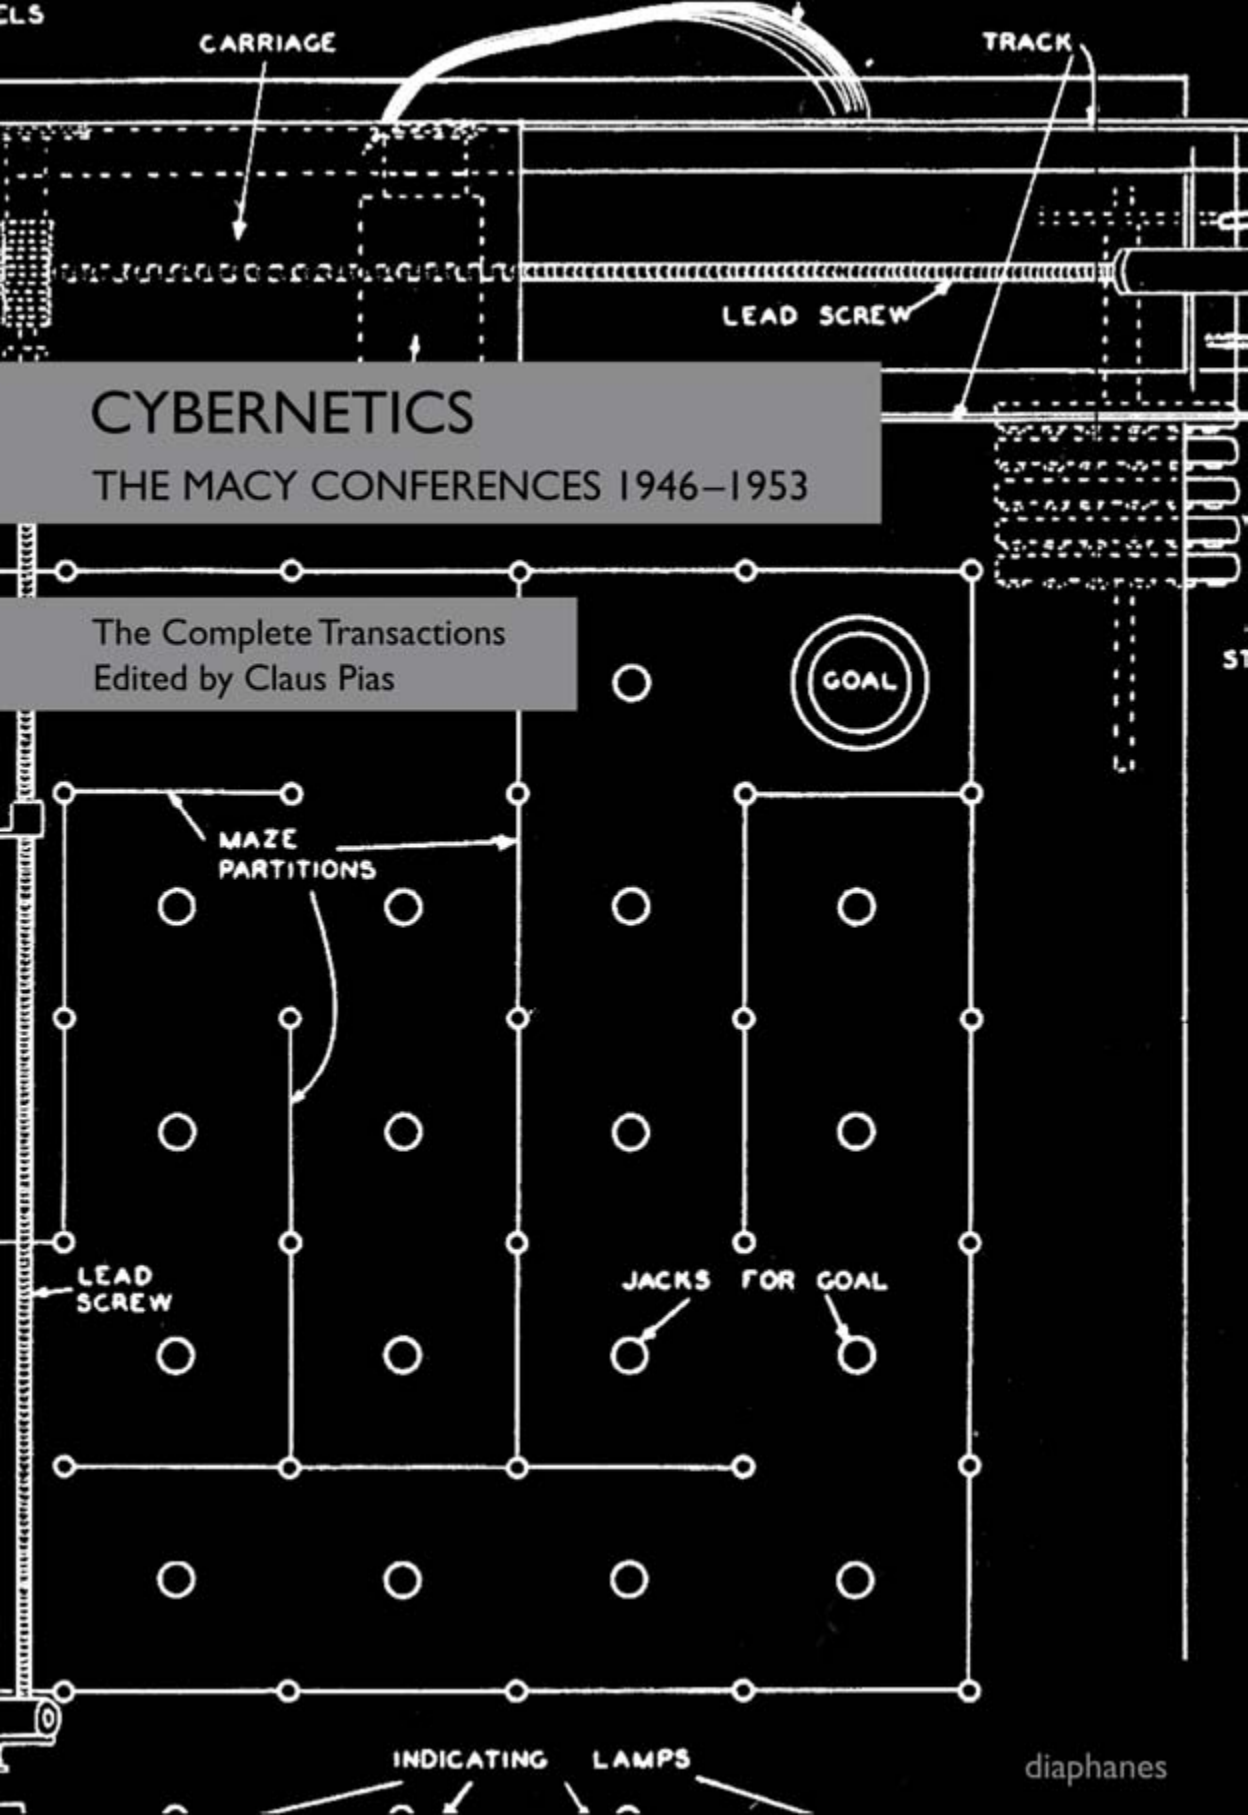 CARRIAGE
TRACK
LEAD SCREW
CYBERNETICS
THE MACY CONFERENCES 1946–1953
The Complete Transactions
Edited by Claus Pias
GOAL
MAZE
PARTITIONS
LEAD
SCREW
JACKS FOR GOAL
INDICATING LAMPS
diaphanes